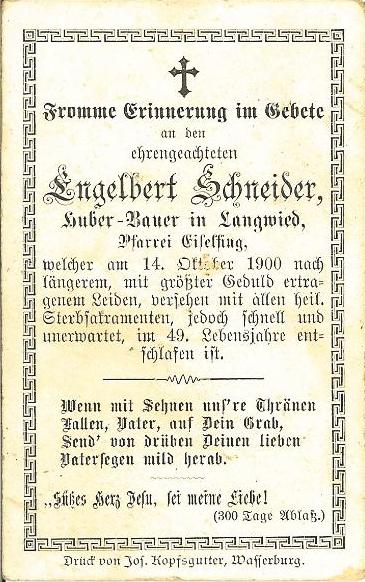 Fromme Erinnerung im Gebete
an den
ehrengeachteten
Engelbert Schneider,
Huber-Bauer in Langwied,
Pfarrei Eiselfing,
welcher am 14. Oktober 1900 nach
längerem, mit größter Geduld ertra-
genem Leiden, versehen mit allen heil.
Sterbsakramenten, jedoch schnell und
unerwartet, im 49. Lebensjahre ent-
schlafen ist.
Wenn mit Sehnen uns're Thränen
Fallen, Vater, auf Dein Grab,
Send' von drüben Deinen lieben
Vatersegen mild herab.
„Süßes Herz Jesu, sei meine Liebe!
(300 Tage Ablaß.)
Druck von Jos. Kopfsgutter, Wasserburg.